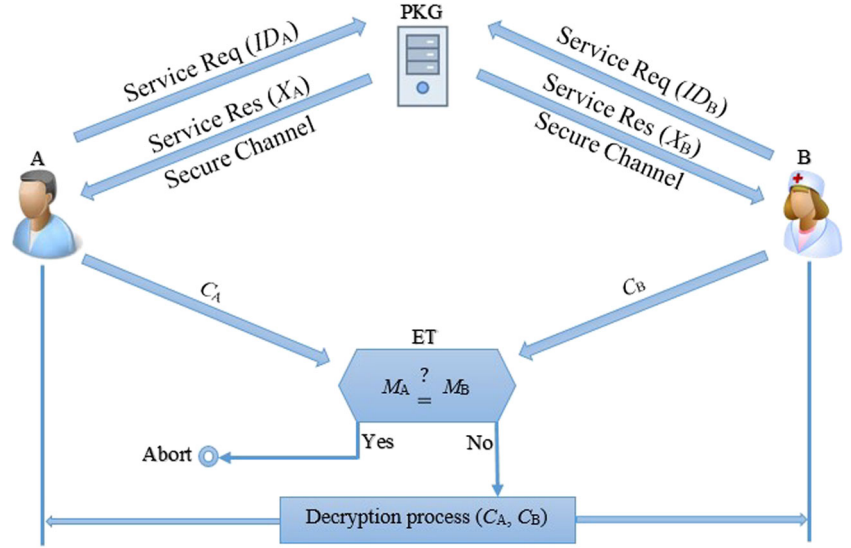 PKG
Service Req (IDA)
Service Res (XA)
Secure Channel
Service Req (IDB)
Service Res (XB)
Secure Channel
A
B
CA
CB
ET
MA ?= MB
Yes
No
Abort
Decryption process (CA, CB)